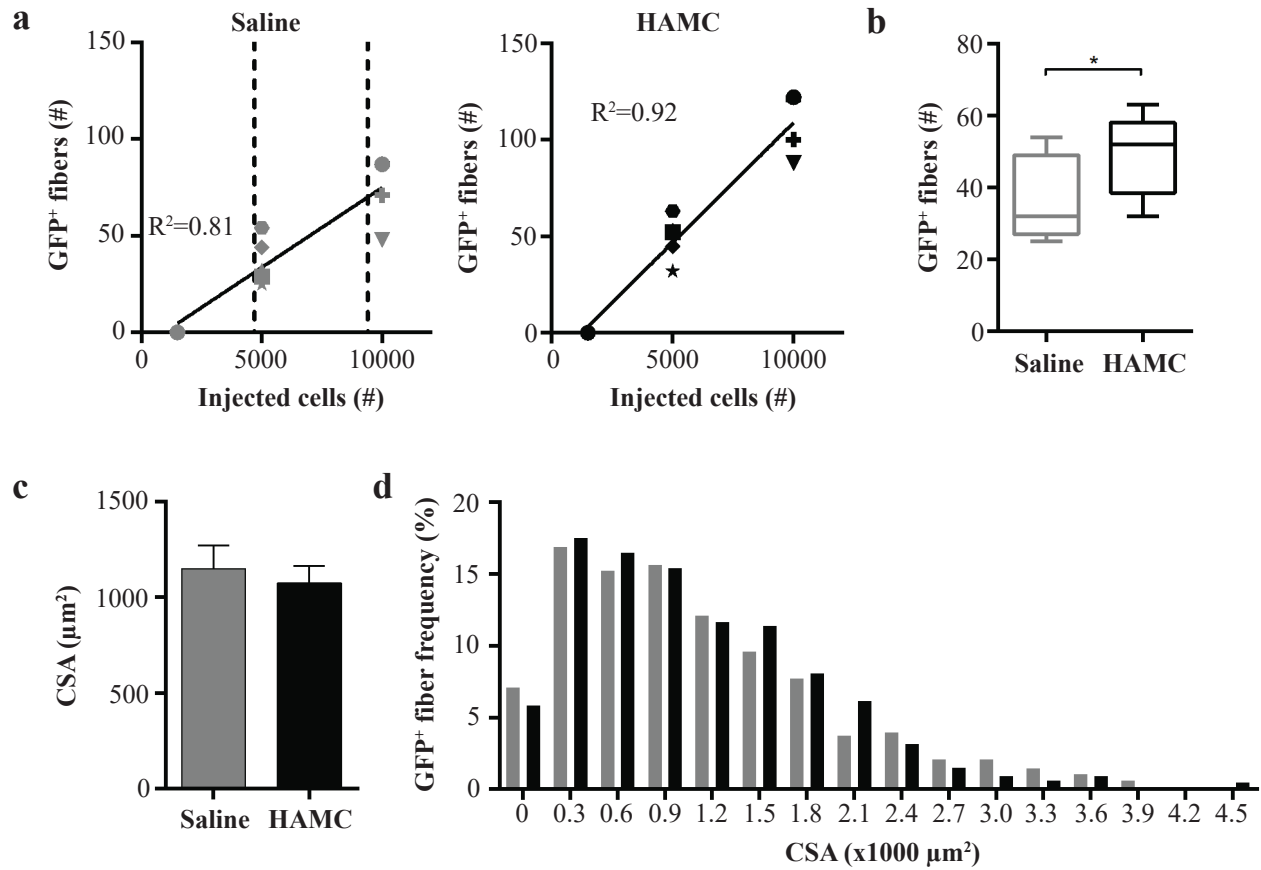 a
Saline
150
100
50
0
GFP⁺ fibers (#)
R²=0.81
0 5000 10000
Injected cells (#)
HAMC
150
100
50
0
GFP⁺ fibers (#)
R²=0.92
0 5000 10000
Injected cells (#)
b
80
60
40
20
0
GFP⁺ fibers (#)
*
Saline HAMC
c
1500
1000
500
0
CSA (µm²)
Saline HAMC
d
20
15
10
5
0
GFP⁺ fiber frequency (%)
0 0.3 0.6 0.9 1.2 1.5 1.8 2.1 2.4 2.7 3.0 3.3 3.6 3.9 4.2 4.5
CSA (x1000 µm²)